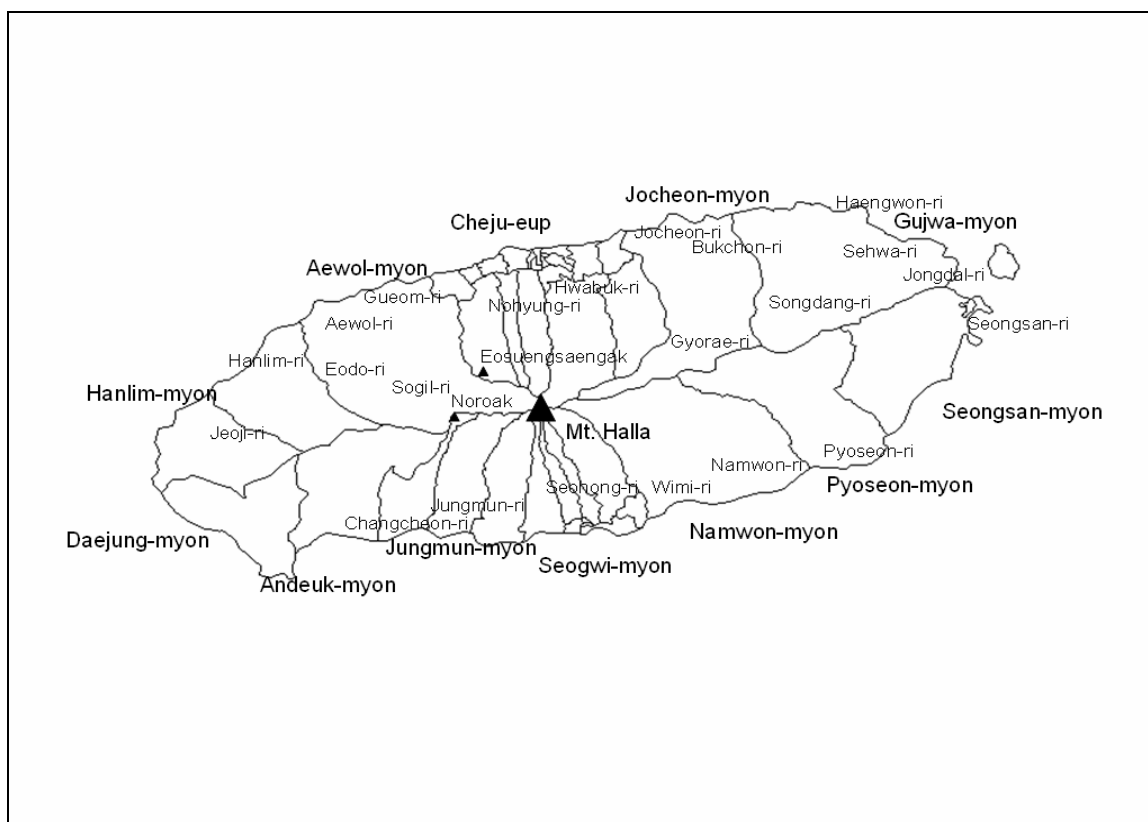 Jocheon-myon
Haengwon-ri
Gujwa-myon
Cheju-eup
Jocheon-ri
Bukchon-ri
Sehwa-ri
Aewol-myon
Jongdal-ri
Gueom-ri
Nohyung-ri
Hwabuk-ri
Songdang-ri
Aewol-ri
Seongsan-ri
Gyorae-ri
Hanlim-ri
Eodo-ri
Eosuengsaengak
Sogil-ri
Hanlim-myon
Noroak
Seongsan-myon
Jeoji-ri
Mt. Halla
Pyoseon-ri
Namwon-ri
Pyoseon-myon
Seohong-ri
Wimi-ri
Jungmun-ri
Changcheon-ri
Namwon-myon
Daejung-myon
Jungmun-myon
Seogwi-myon
Andeuk-myon